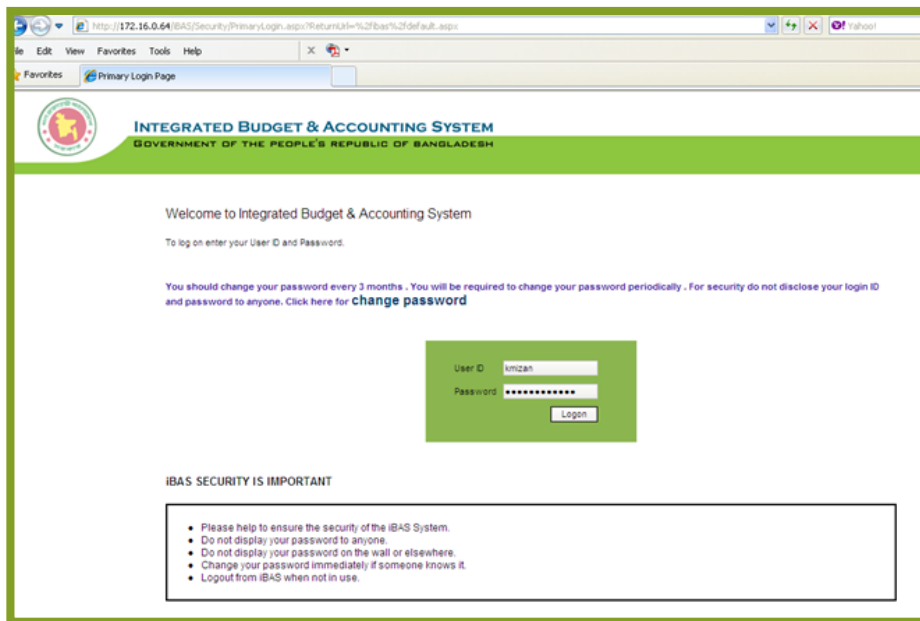 http://172.16.0.64/iBAS/Security/PrimaryLogin.aspx?ReturnUrl=%2fibas%2fdefault.aspx
Yahoo!
Edit View Favorites Tools Help
Favorites Primary Login Page
INTEGRATED BUDGET & ACCOUNTING SYSTEM
GOVERNMENT OF THE PEOPLE'S REPUBLIC OF BANGLADESH
Welcome to Integrated Budget & Accounting System
To log on enter your User ID and Password.
You should change your password every 3 months . You will be required to change your password periodically . For security do not disclose your login ID
and password to anyone. Click here for change password
User ID kmizan
Password ••••••••••••
Logon
iBAS SECURITY IS IMPORTANT
• Please help to ensure the security of the iBAS System.
• Do not display your password to anyone.
• Do not display your password on the wall or elsewhere.
• Change your password immediately if someone knows it.
• Logout from iBAS when not in use.